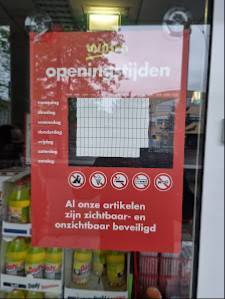 openingstijden
maandag
dinsdag
woensdag
donderdag
vrijdag
zaterdag
zondag
Al onze artikelen
zijn zichtbaar- en
onzichtbaar beveiligd